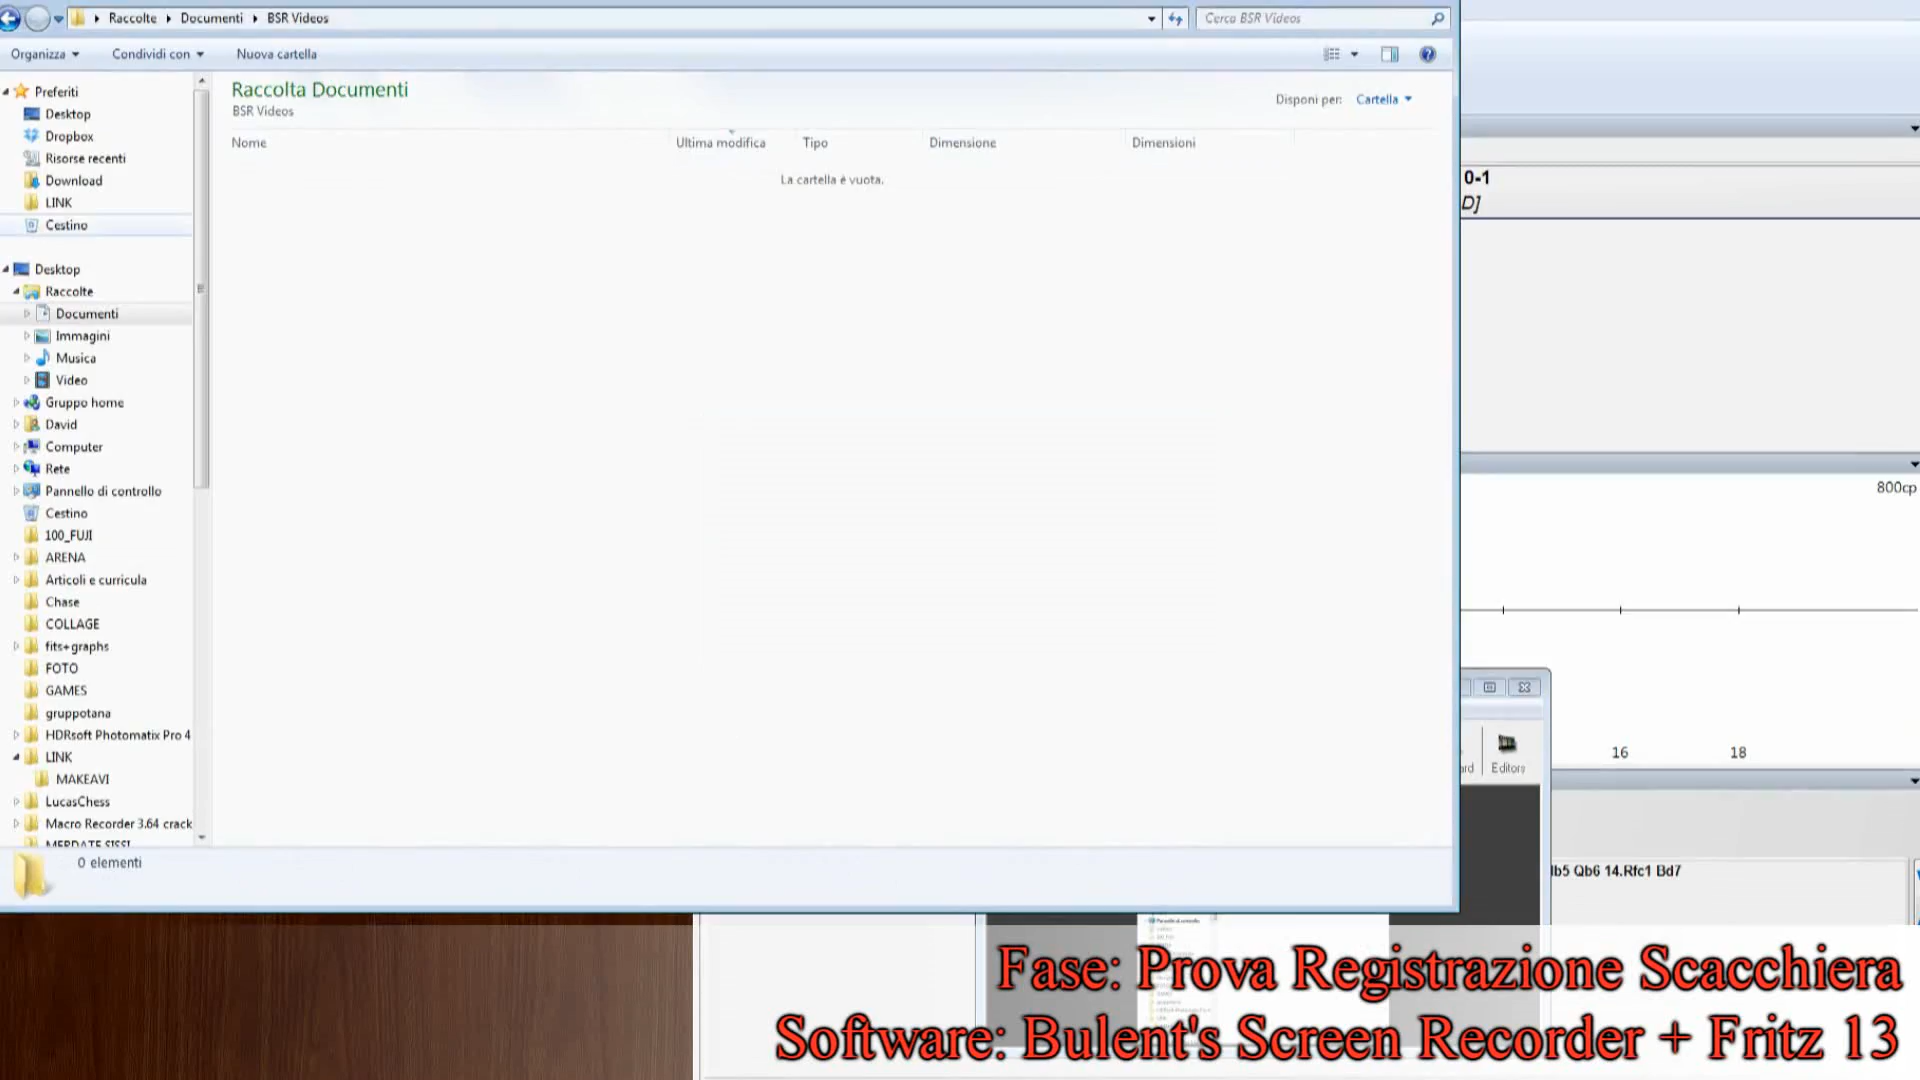 Raccolte Documenti BSR Videos
Cerca BSR Videos
Organizza Condividi con Nuova cartella
Preferiti
Desktop
Dropbox
Risorse recenti
Download
LINK
Cestino
Desktop
Raccolte
Documenti
Immagini
Musica
Video
Gruppo home
David
Computer
Rete
Pannello di controllo
Cestino
100_FUJI
ARENA
Articoli e curricula
Chase
COLLAGE
fits+graphs
FOTO
GAMES
gruppotana
HDRsoft Photomatix Pro 4
LINK
MAKEAVI
LucasChess
Macro Recorder 3.64 crack
MERDATE SISSI
Raccolta Documenti
BSR Videos
Disponi per: Cartella
Nome Ultima modifica Tipo Dimensione Dimensioni
La cartella è vuota.
0 elementi
0-1
D]
800cp
16 18
Editors
b5 Qb6 14.Rfc1 Bd7
Fase: Prova Registrazione Scacchiera
Software: Bulent's Screen Recorder + Fritz 13